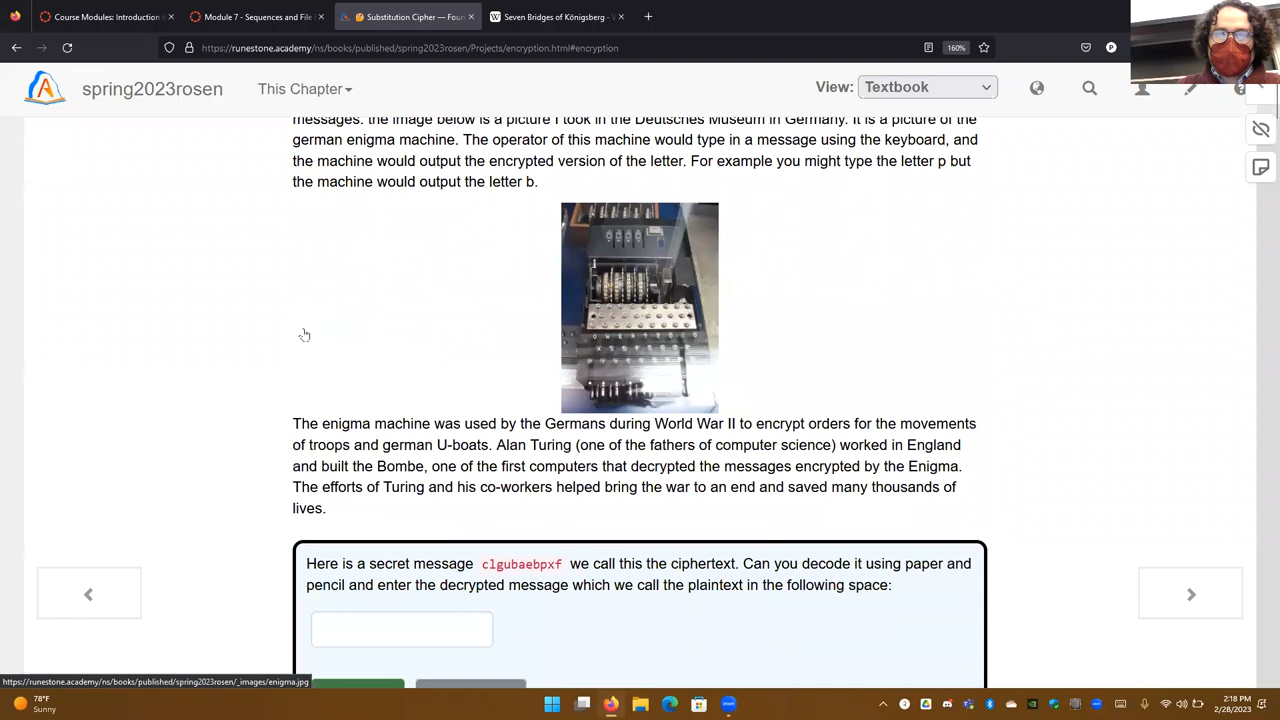 Course Modules: Introduction b
Module 7 - Sequences and File
Substitution Cipher — Foun
Seven Bridges of Königsberg - W
https://runestone.academy/ns/books/published/spring2023rosen/Projects/encryption.html#encryption
160%
spring2023rosen
This Chapter
View:
Textbook
messages. the image below is a picture I took in the Deutsches Museum in Germany. It is a picture of the
german enigma machine. The operator of this machine would type in a message using the keyboard, and
the machine would output the encrypted version of the letter. For example you might type the letter p but
the machine would output the letter b.
The enigma machine was used by the Germans during World War II to encrypt orders for the movements
of troops and german U-boats. Alan Turing (one of the fathers of computer science) worked in England
and built the Bombe, one of the first computers that decrypted the messages encrypted by the Enigma.
The efforts of Turing and his co-workers helped bring the war to an end and saved many thousands of
lives.
Here is a secret message clgubaebpxf we call this the ciphertext. Can you decode it using paper and
pencil and enter the decrypted message which we call the plaintext in the following space:
https://runestone.academy/ns/books/published/spring2023rosen/_images/enigma.jpg
78°F
Sunny
2:18 PM
2/28/2023